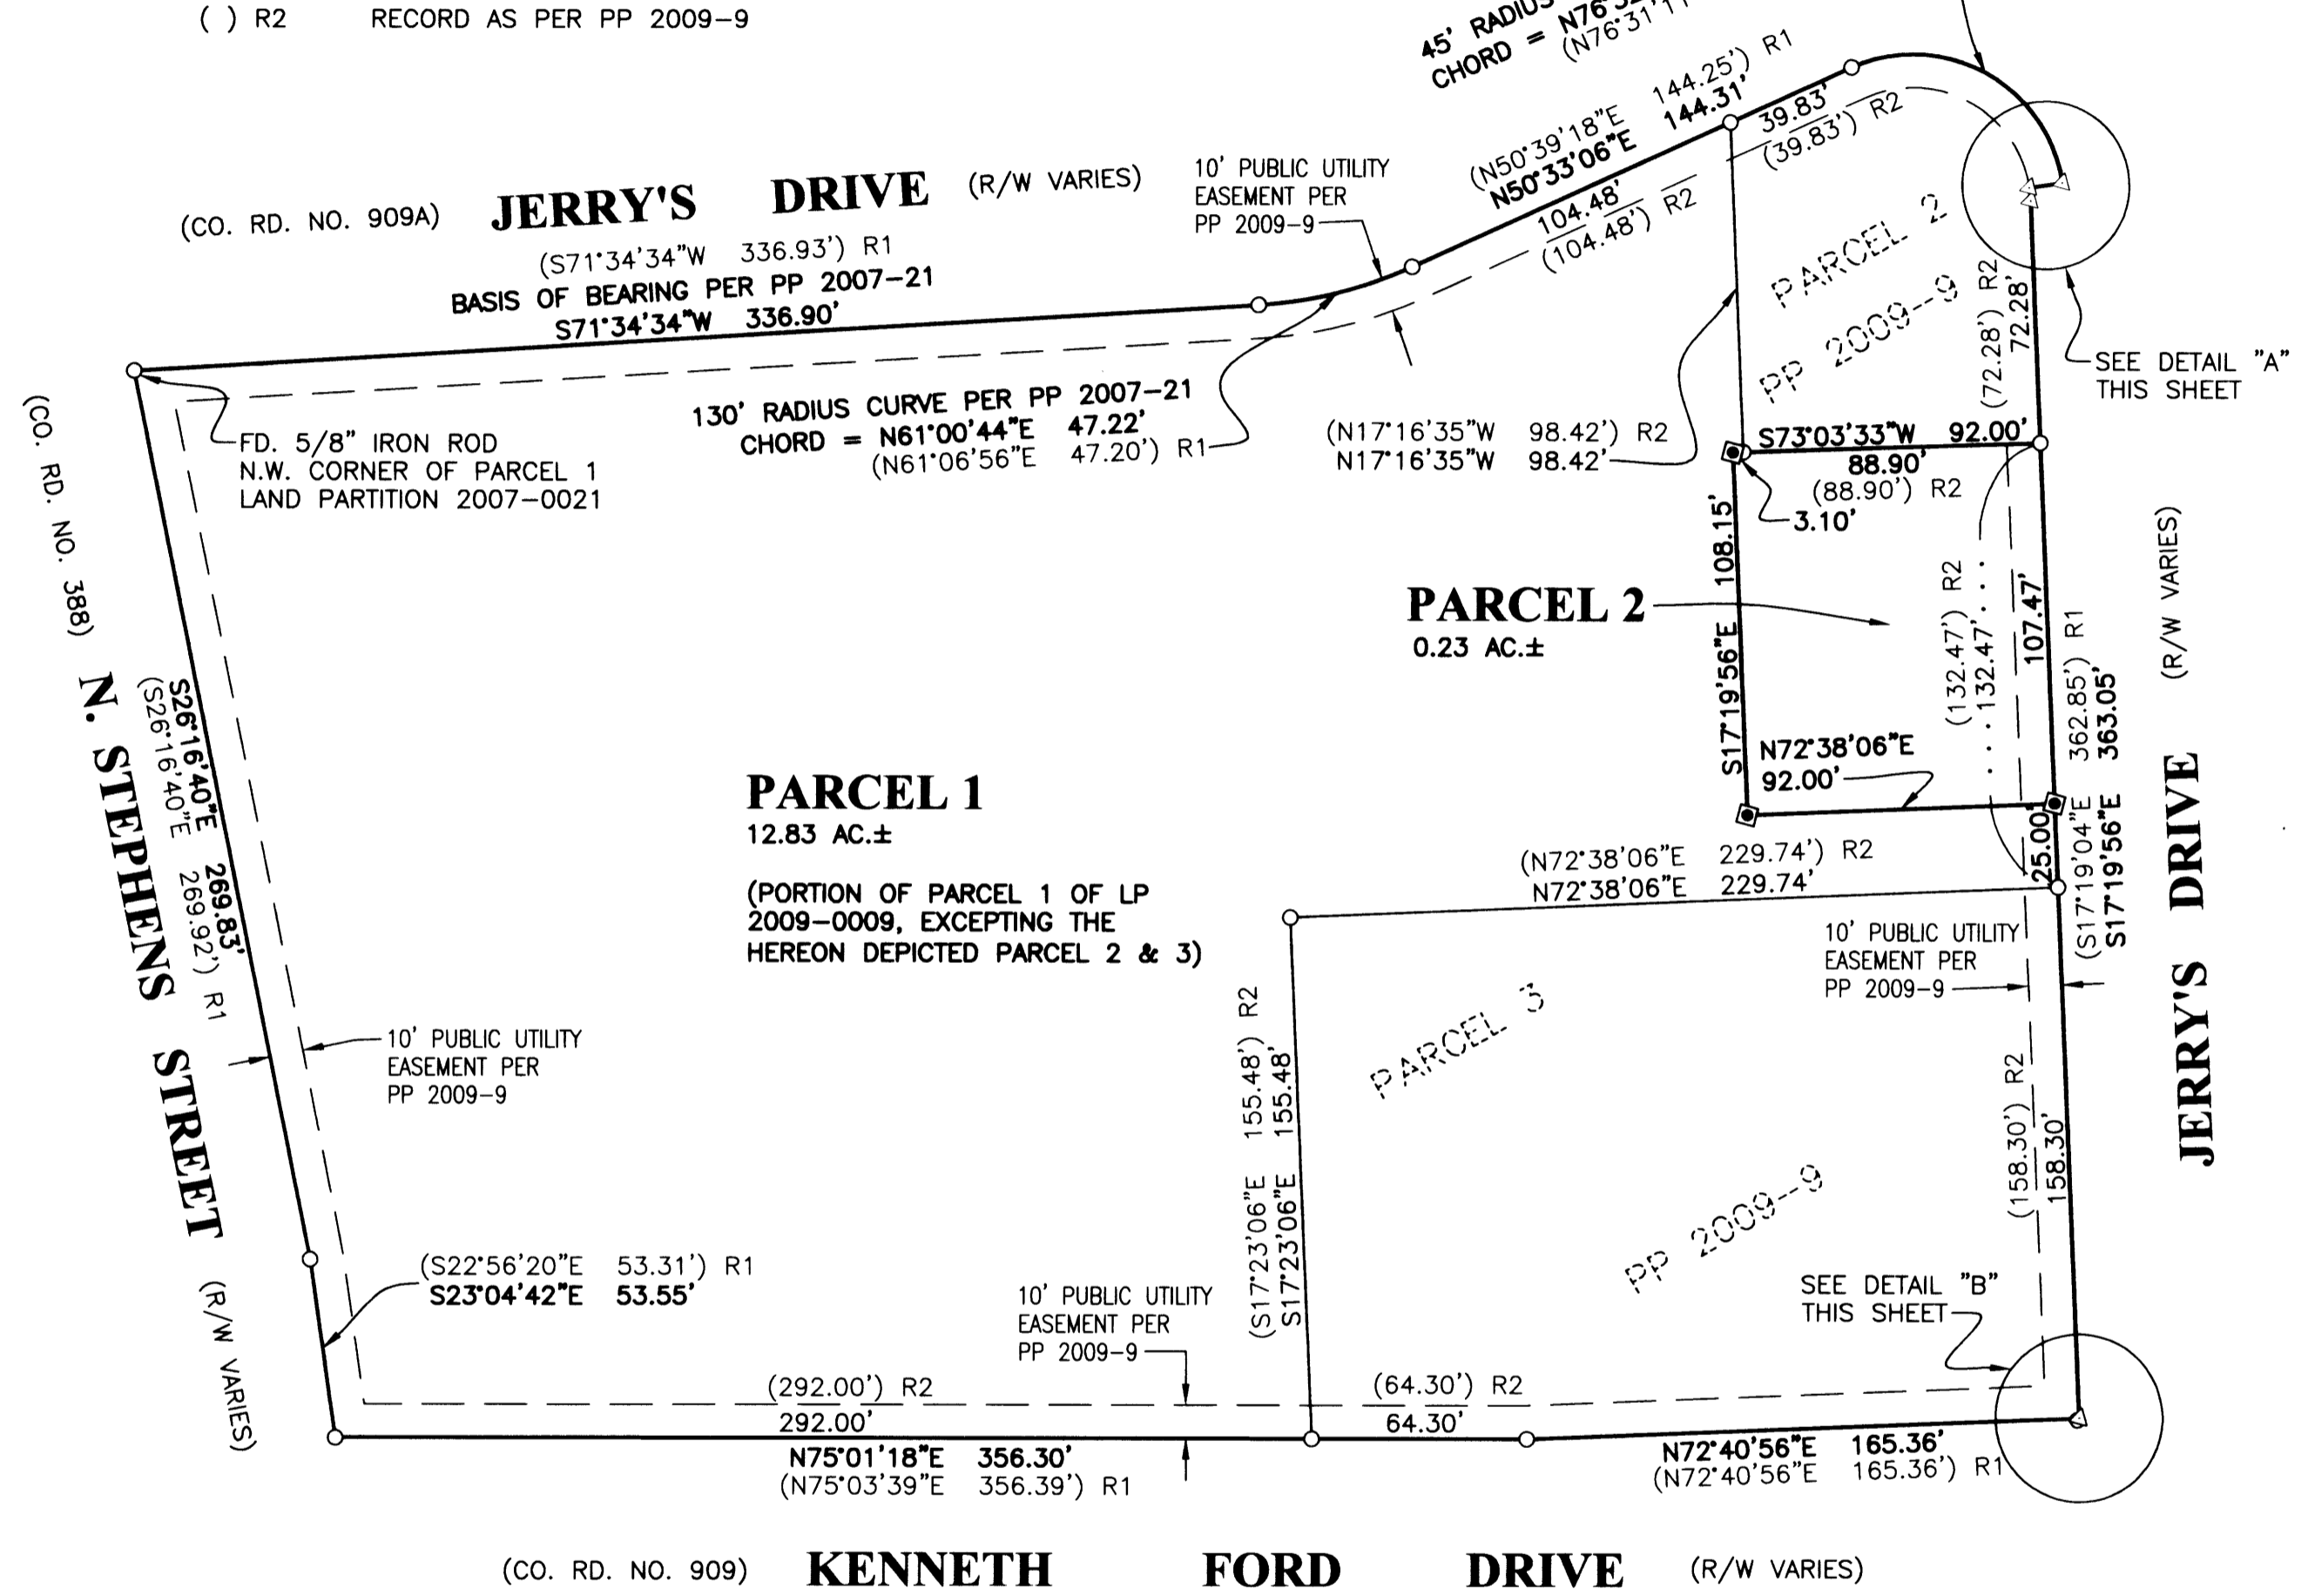 ( ) R2 RECORD AS PER PP 2009-9
45' RADIUS
CHORD =
(N76°31'11
(N50°39'18"E 144.25') R1
N50°33'06"E 144.31'
39.83'
(39.83') R2
104.48'
(104.48') R2
10' PUBLIC UTILITY
EASEMENT PER
PP 2009-9
(CO. RD. NO. 909A) JERRY'S DRIVE (R/W VARIES)
(S71°34'34"W 336.93') R1
BASIS OF BEARING PER PP 2007-21
S71°34'34"W 336.90'
PARCEL 2
PP 2009-9
(72.28') R2
72.28'
SEE DETAIL "A"
THIS SHEET
130' RADIUS CURVE PER PP 2007-21
CHORD = N61°00'44"E 47.22'
(N61°06'56"E 47.20') R1
(N17°16'35"W 98.42') R2
N17°16'35"W 98.42'
S73°03'33"W 92.00'
88.90'
(88.90') R2
3.10'
FD. 5/8" IRON ROD
N.W. CORNER OF PARCEL 1
LAND PARTITION 2007-0021
(CO. RD. NO. 388) N. STEPHENS STREET (R/W VARIES)
S26°16'40"E 269.83'
(S26°16'40"E 269.92') R1
S17°19'56"E 108.15'
PARCEL 2
0.23 AC.±
(132.47') R2
132.47'
107.47'
N72°38'06"E
92.00'
25.00'
(S17°19'04"E 362.85') R1
S17°19'56"E 363.05'
JERRY'S DRIVE (R/W VARIES)
PARCEL 1
12.83 AC.±
(PORTION OF PARCEL 1 OF LP
2009-0009, EXCEPTING THE
HEREON DEPICTED PARCEL 2 & 3)
(N72°38'06"E 229.74') R2
N72°38'06"E 229.74'
10' PUBLIC UTILITY
EASEMENT PER
PP 2009-9
PARCEL 3
PP 2009-9
(S17°23'06"E 155.48') R2
S17°23'06"E 155.48'
(158.30') R2
158.30'
10' PUBLIC UTILITY
EASEMENT PER
PP 2009-9
(S22°56'20"E 53.31') R1
S23°04'42"E 53.55'
10' PUBLIC UTILITY
EASEMENT PER
PP 2009-9
SEE DETAIL "B"
THIS SHEET
(292.00') R2
292.00'
(64.30') R2
64.30'
N75°01'18"E 356.30'
(N75°03'39"E 356.39') R1
N72°40'56"E 165.36'
(N72°40'56"E 165.36') R1
(CO. RD. NO. 909) KENNETH FORD DRIVE (R/W VARIES)